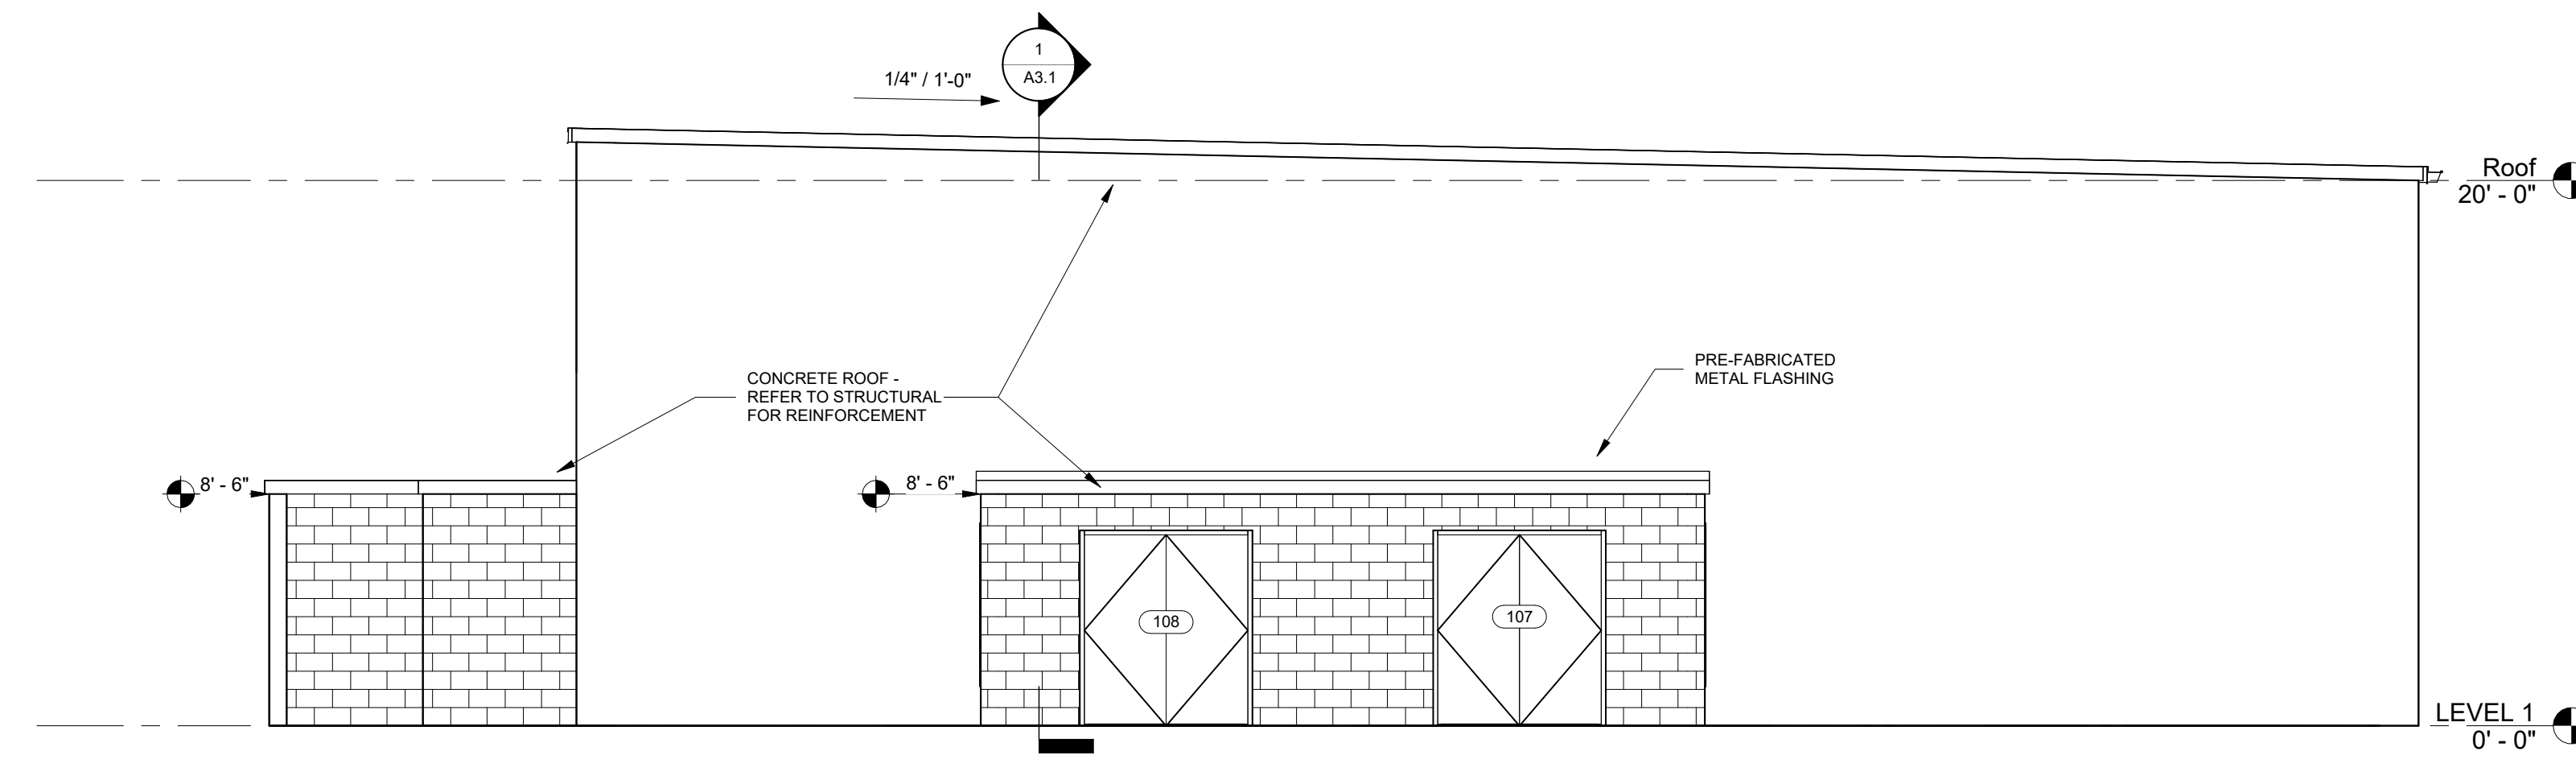 1
A3.1
1/4" / 1'-0"
Roof
20' - 0"
PRE-FABRICATED
METAL FLASHING
CONCRETE ROOF -
REFER TO STRUCTURAL
FOR REINFORCEMENT
8' - 6"
8' - 6"
108
107
LEVEL 1
0' - 0"